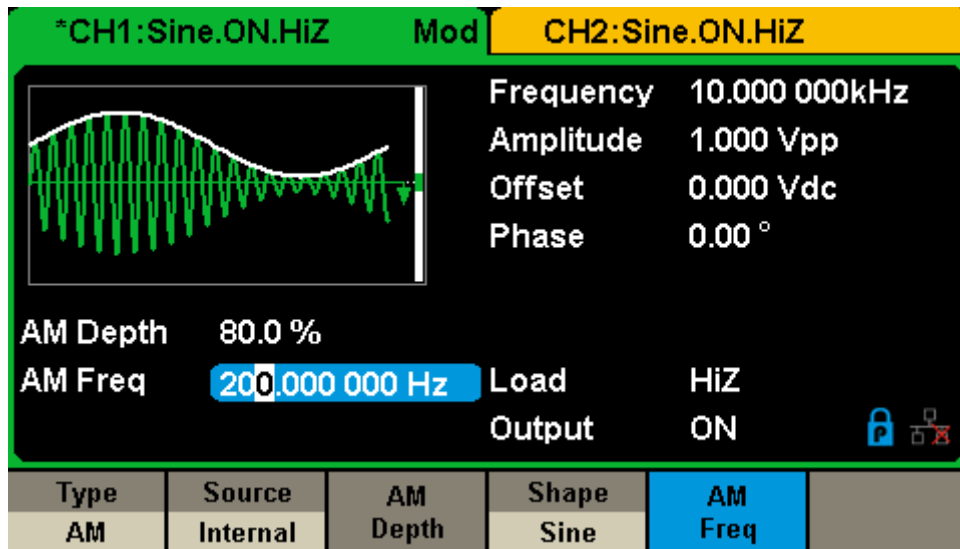 *CH1:Sine.ON.HiZ Mod CH2:Sine.ON.HiZ
Frequency 10.000 000kHz
Amplitude 1.000 Vpp
Offset 0.000 Vdc
Phase 0.00 °
AM Depth 80.0 %
AM Freq 200.000 000 Hz Load HiZ
Output ON P
Type Source AM Shape AM
AM Internal Depth Sine Freq